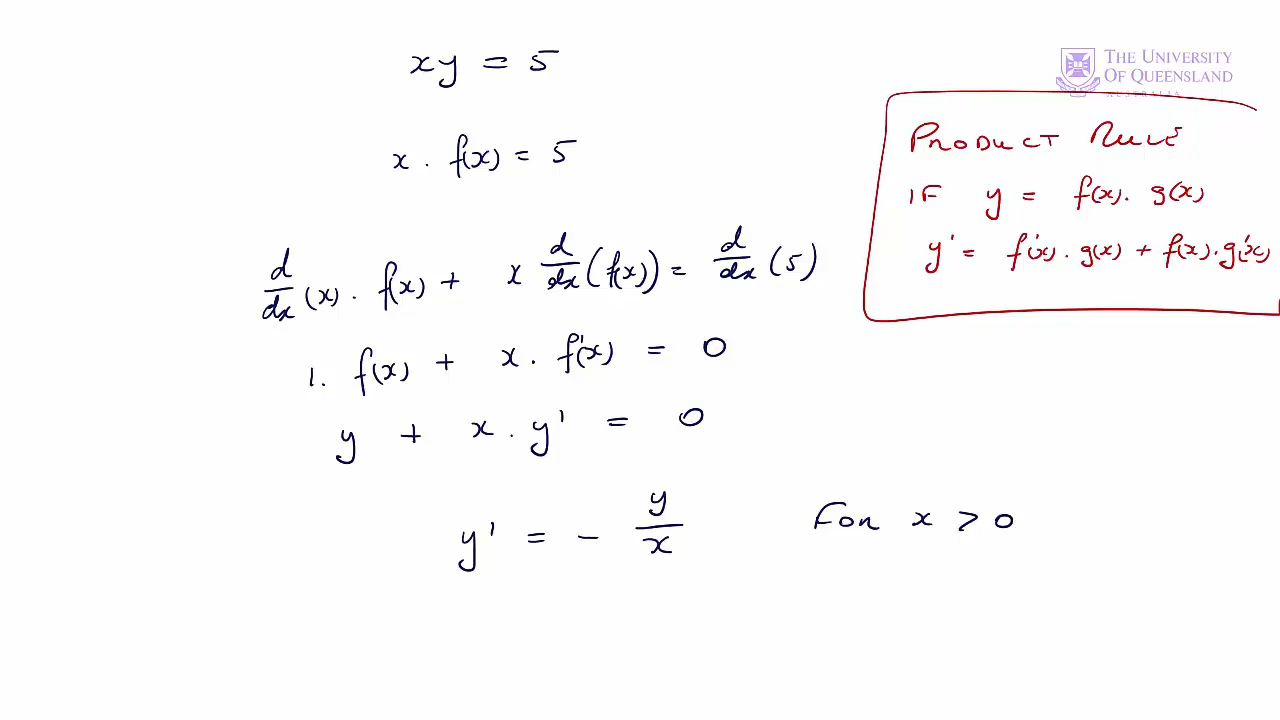 xy = 5
THE UNIVERSITY
OF QUEENSLAND
AUSTRALIA
PRODUCT RULE
x . f(x) = 5
IF y = f(x). g(x)
y' = f'(x). g(x) + f(x). g'(x)
d/dx (x) . f(x) + x d/dx (f(x)) = d/dx (5)
1. f(x) + x . f'(x) = 0
y + x . y' = 0
y' = - y/x FOR x > 0